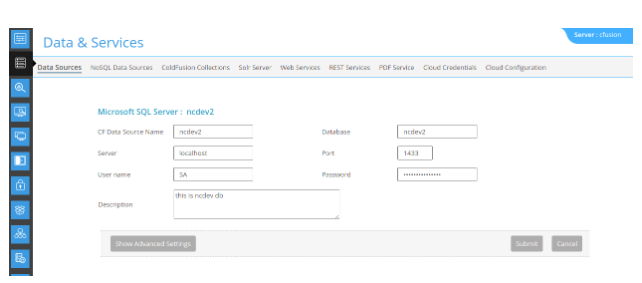 Server : cfusion
Data & Services
Data Sources NoSQL Data Sources ColdFusion Collections Solr Server Web Services REST Services PDF Service Cloud Credentials Cloud Configuration
Microsoft SQL Server : ncdev2
CF Data Source Name ncdev2 Database ncdev2
Server localhost Port 1433
User name SA Password •••••••••••••••
this is ncdev db
Description
Show Advanced Settings Submit Cancel